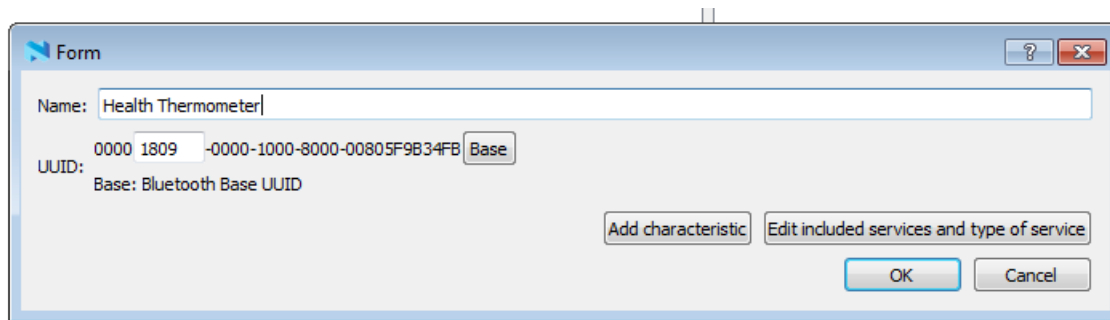 Form
Name: Health Thermometer
UUID: 0000 1809 -0000-1000-8000-00805F9B34FB Base
Base: Bluetooth Base UUID
Add characteristic Edit included services and type of service
OK Cancel